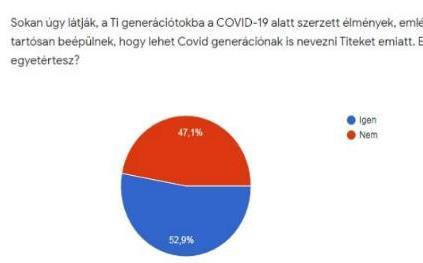 Sokan úgy látják, a Ti generációtokba a COVID-19 alatt szerzett élmények,
tartósan beépülnek, hogy lehet Covid generációnak is nevezni Titeket emiatt.
egyetértesz?
Igen
Nem
47,1%
52,9%